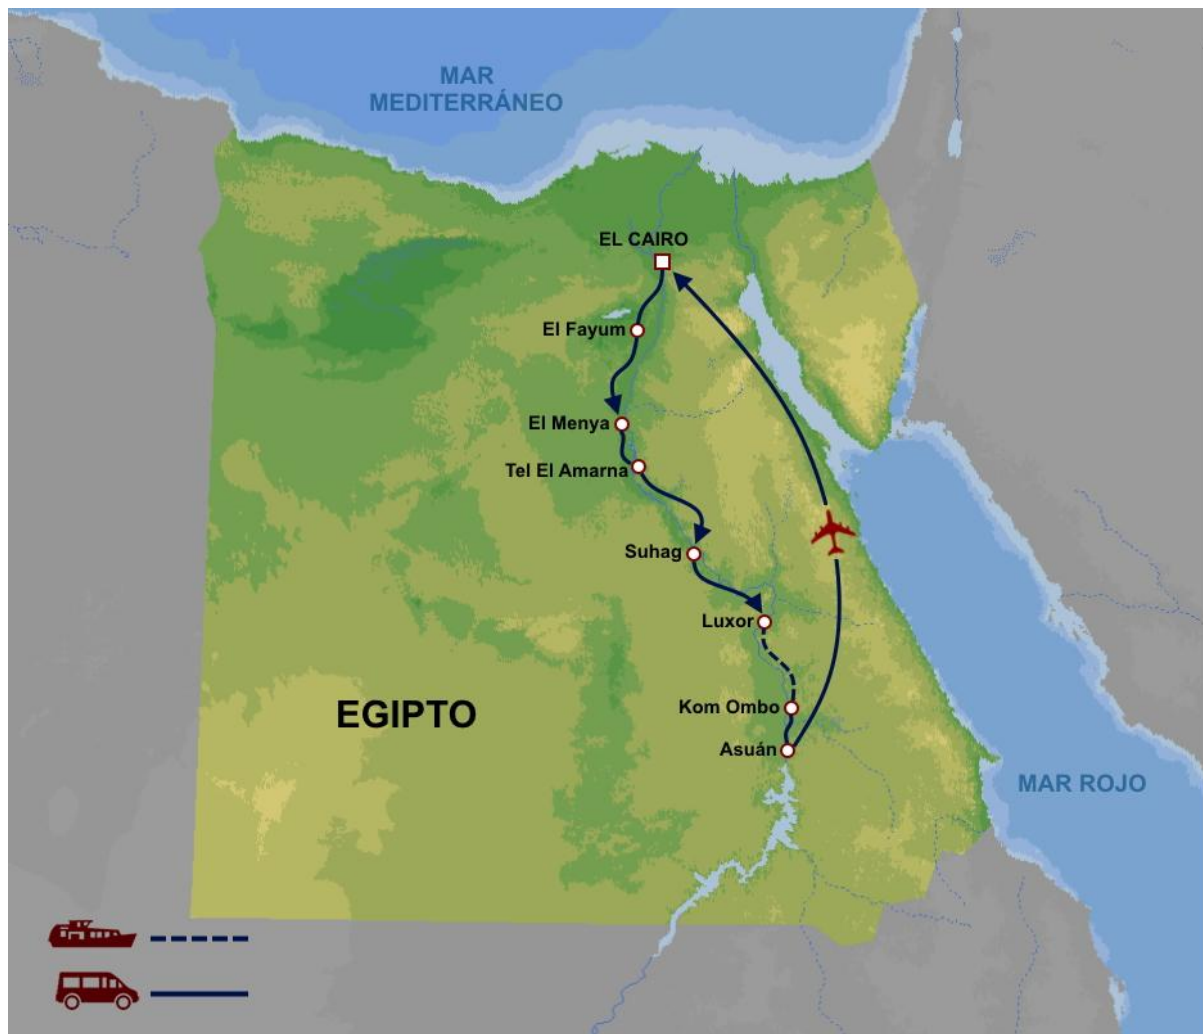 MAR
MEDITERRÁNEO
EL CAIRO
El Fayum
El Menya
Tel El Amarna
Suhag
Luxor
EGIPTO
Kom Ombo
Asuán
MAR ROJO